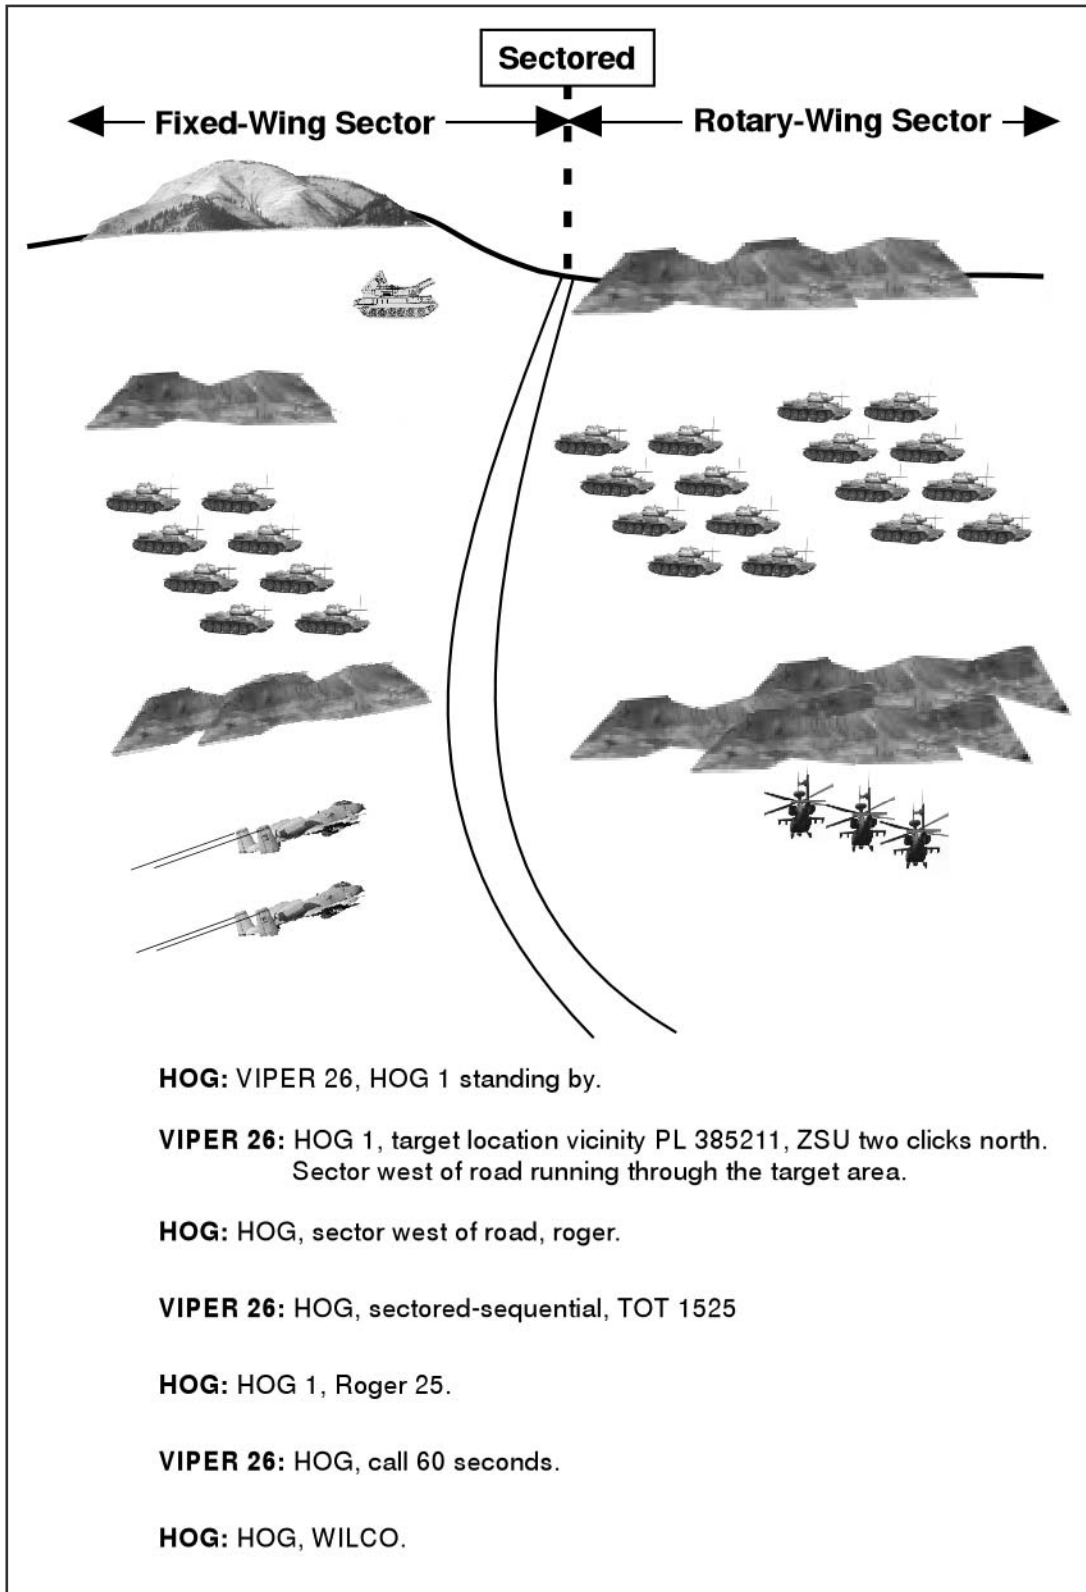 Sectored
Fixed-Wing Sector
Rotary-Wing Sector
HOG: VIPER 26, HOG 1 standing by.
VIPER 26: HOG 1, target location vicinity PL 385211, ZSU two clicks north.
Sector west of road running through the target area.
HOG: HOG, sector west of road, roger.
VIPER 26: HOG, sectored-sequential, TOT 1525
HOG: HOG 1, Roger 25.
VIPER 26: HOG, call 60 seconds.
HOG: HOG, WILCO.